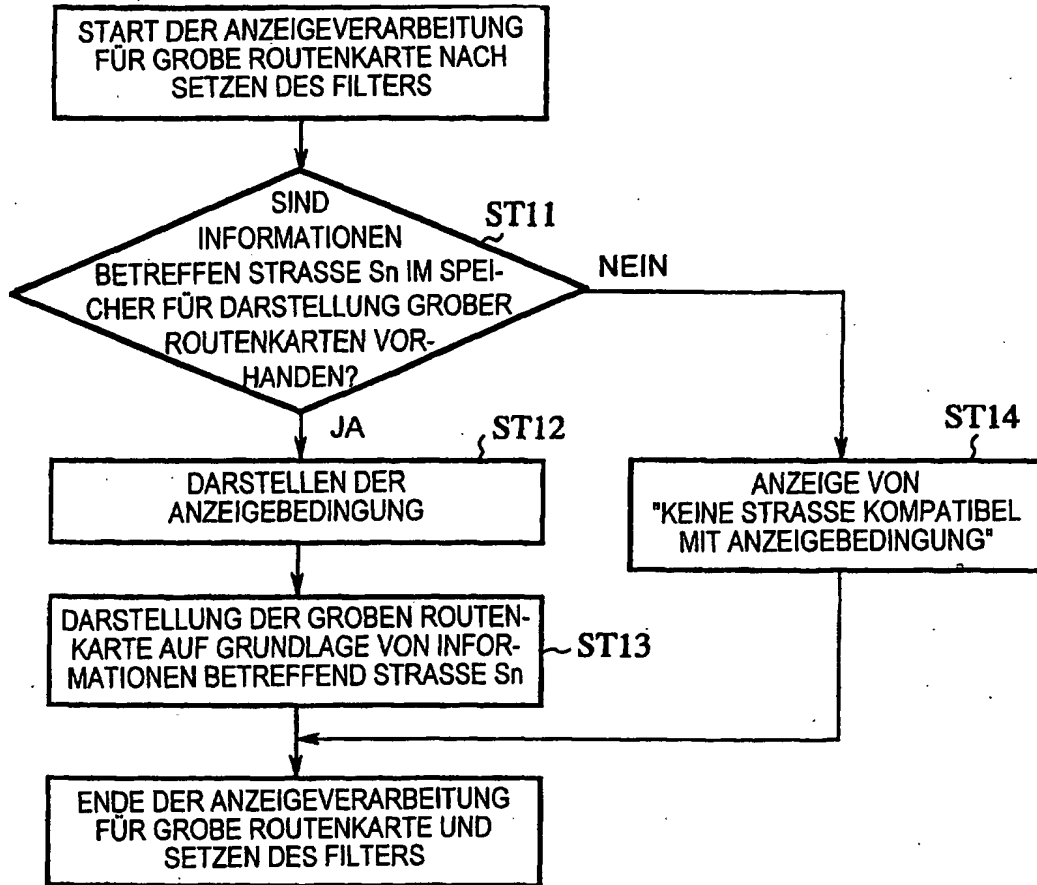 START DER ANZEIGEVERARBEITUNG
FÜR GROBE ROUTENKARTE NACH
SETZEN DES FILTERS
SIND
INFORMATIONEN
BETREFFEN STRASSE Sn IM SPEI-
CHER FÜR DARSTELLUNG GROBER
ROUTENKARTEN VOR-
HANDEN?
ST11
NEIN
JA
ST12
DARSTELLEN DER
ANZEIGEBEDINGUNG
ST14
ANZEIGE VON
"KEINE STRASSE KOMPATIBEL
MIT ANZEIGEBEDINGUNG"
DARSTELLUNG DER GROBEN ROUTEN-
KARTE AUF GRUNDLAGE VON INFOR-
MATIONEN BETREFFEND STRASSE Sn
ST13
ENDE DER ANZEIGEVERARBEITUNG
FÜR GROBE ROUTENKARTE UND
SETZEN DES FILTERS